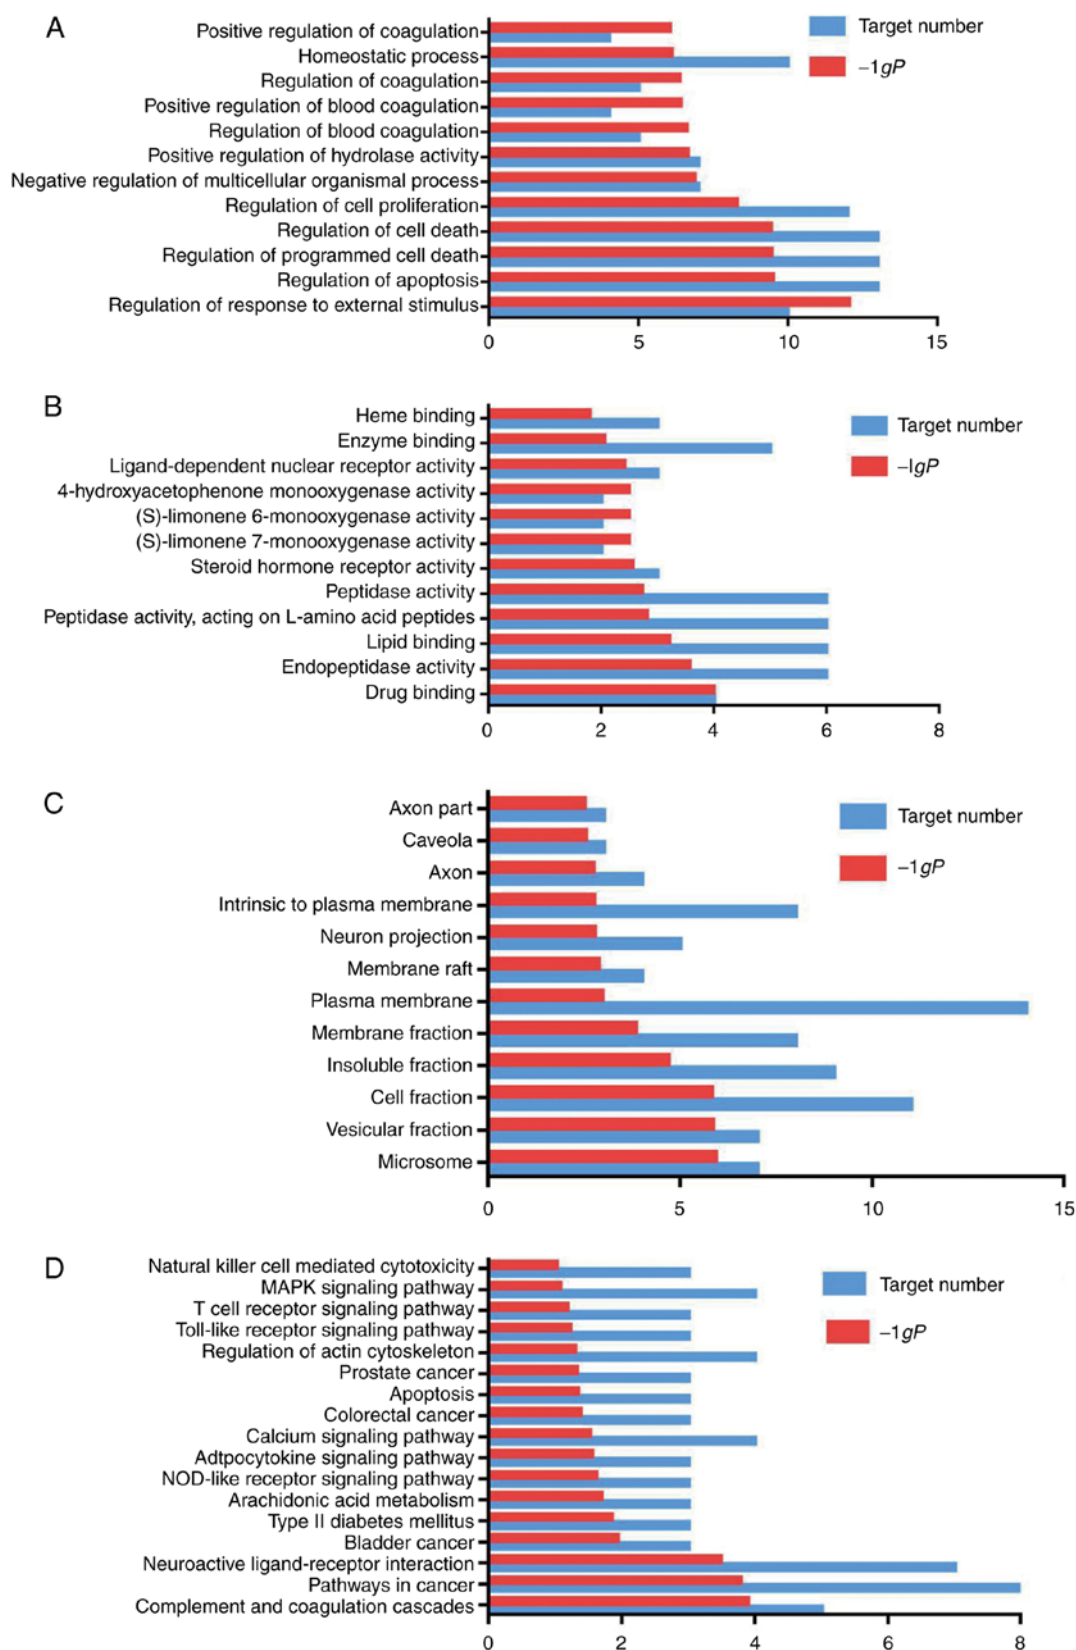 A
Target number
–1gP
Positive regulation of coagulation
Homeostatic process
Regulation of coagulation
Positive regulation of blood coagulation
Regulation of blood coagulation
Positive regulation of hydrolase activity
Negative regulation of multicellular organismal process
Regulation of cell proliferation
Regulation of cell death
Regulation of programmed cell death
Regulation of apoptosis
Regulation of response to external stimulus
0 5 10 15
B
Target number
–lgP
Heme binding
Enzyme binding
Ligand-dependent nuclear receptor activity
4-hydroxyacetophenone monooxygenase activity
(S)-limonene 6-monooxygenase activity
(S)-limonene 7-monooxygenase activity
Steroid hormone receptor activity
Peptidase activity
Peptidase activity, acting on L-amino acid peptides
Lipid binding
Endopeptidase activity
Drug binding
0 2 4 6 8
C
Target number
–1gP
Axon part
Caveola
Axon
Intrinsic to plasma membrane
Neuron projection
Membrane raft
Plasma membrane
Membrane fraction
Insoluble fraction
Cell fraction
Vesicular fraction
Microsome
0 5 10 15
D
Target number
–1gP
Natural killer cell mediated cytotoxicity
MAPK signaling pathway
T cell receptor signaling pathway
Toll-like receptor signaling pathway
Regulation of actin cytoskeleton
Prostate cancer
Apoptosis
Colorectal cancer
Calcium signaling pathway
Adtpocytokine signaling pathway
NOD-like receptor signaling pathway
Arachidonic acid metabolism
Type II diabetes mellitus
Bladder cancer
Neuroactive ligand-receptor interaction
Pathways in cancer
Complement and coagulation cascades
0 2 4 6 8